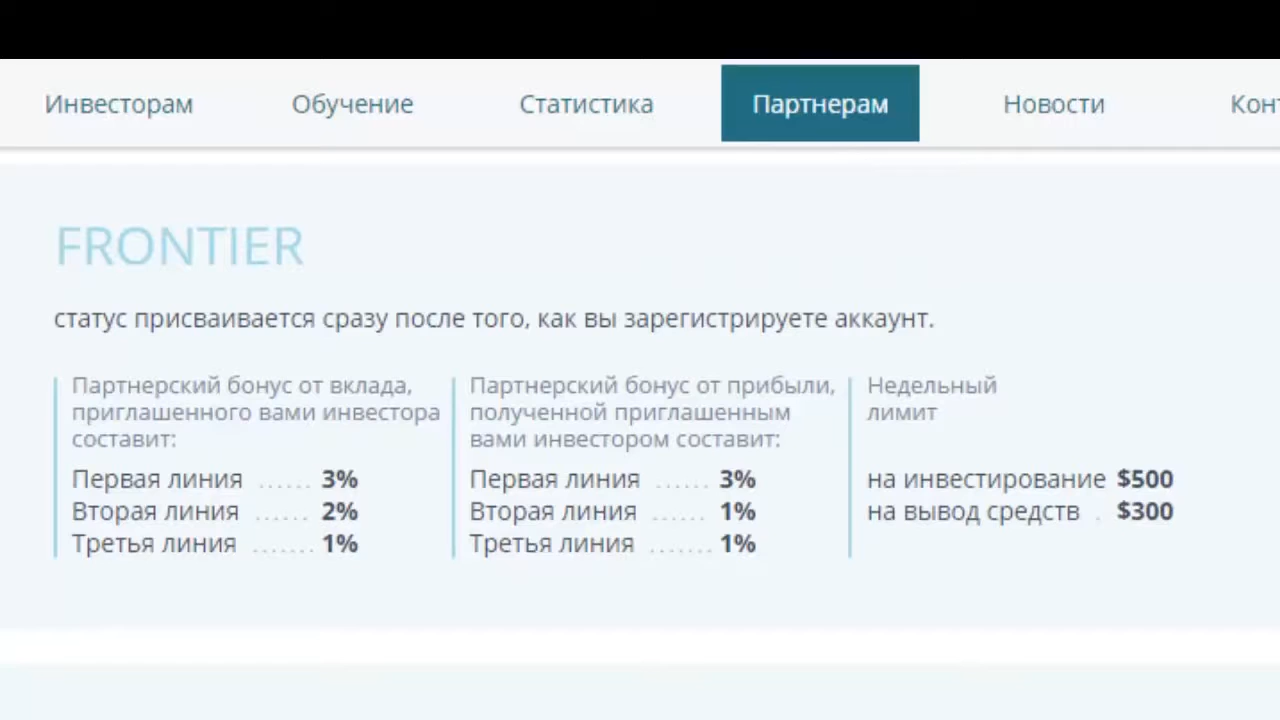 Инвесторам Обучение Статистика Партнерам Новости Кон
FRONTIER
статус присваивается сразу после того, как вы зарегистрируете аккаунт.
Партнерский бонус от вклада,
приглашенного вами инвестора
составит:
Первая линия ...... 3%
Вторая линия ...... 2%
Третья линия ....... 1%
Партнерский бонус от прибыли,
полученной приглашенным
вами инвестором составит:
Первая линия ...... 3%
Вторая линия ...... 1%
Третья линия ....... 1%
Недельный
лимит
на инвестирование $500
на вывод средств . $300